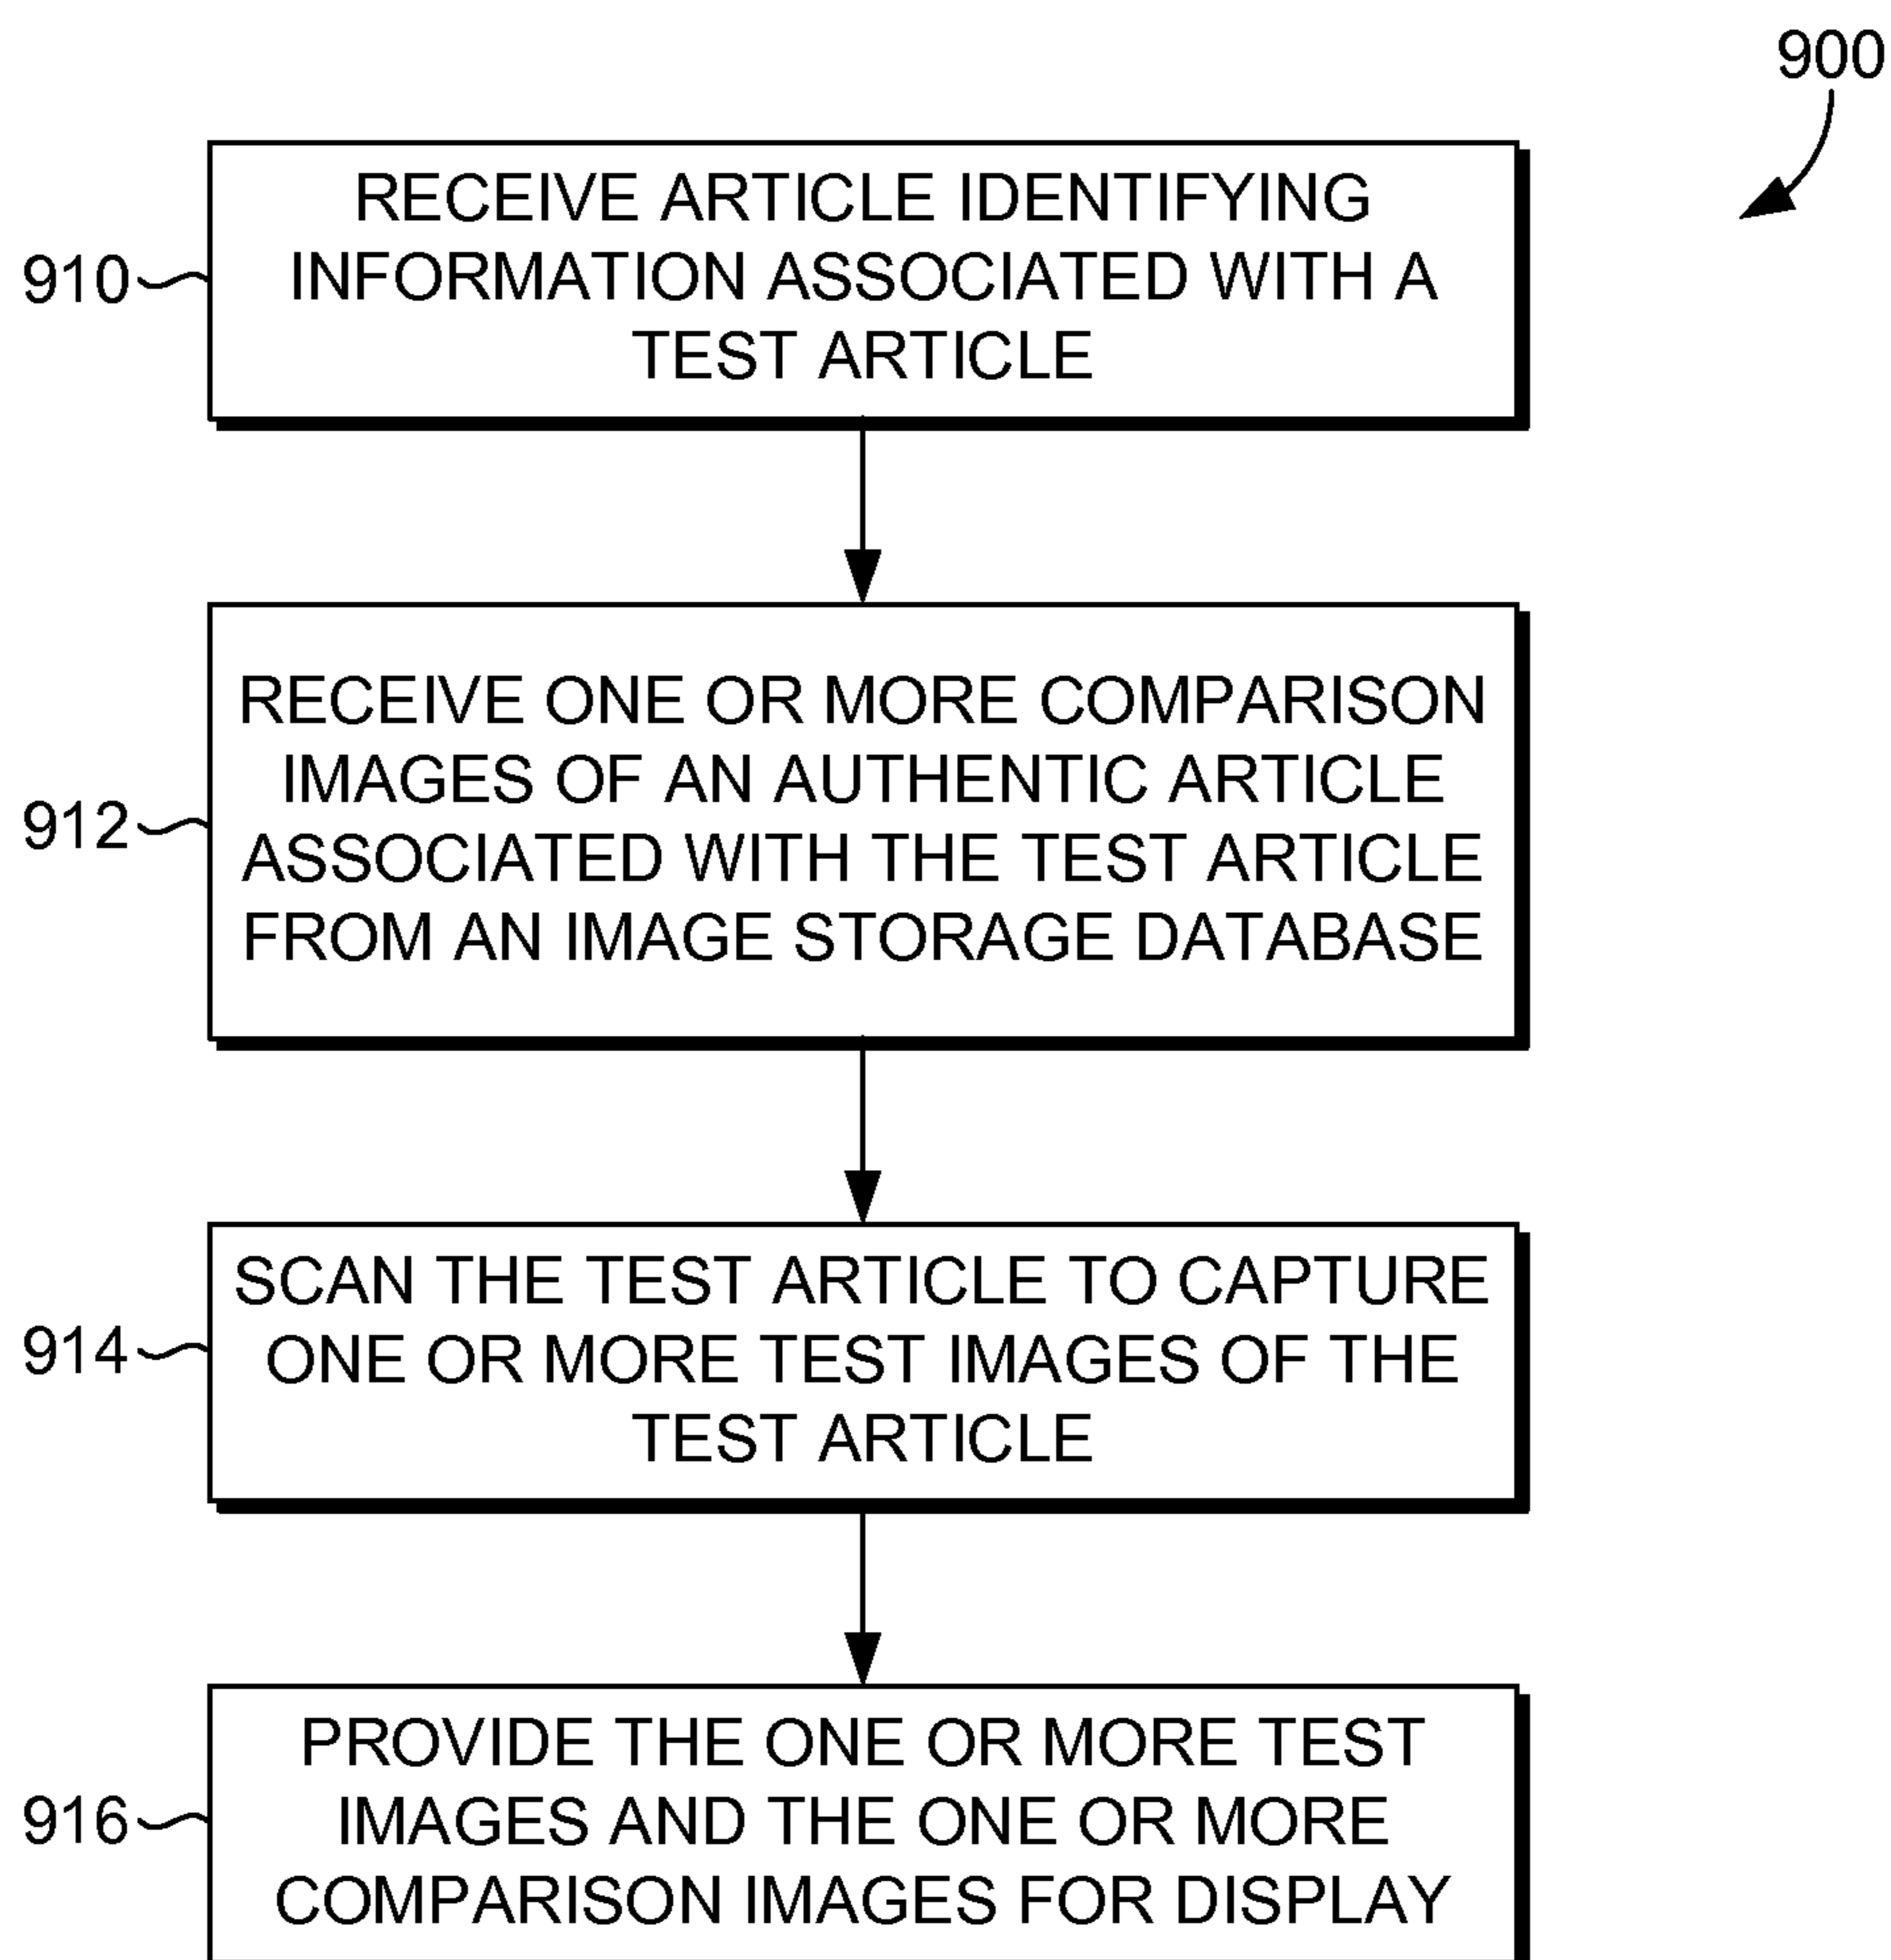 900
RECEIVE ARTICLE IDENTIFYING
INFORMATION ASSOCIATED WITH A
TEST ARTICLE
910
RECEIVE ONE OR MORE COMPARISON
IMAGES OF AN AUTHENTIC ARTICLE
ASSOCIATED WITH THE TEST ARTICLE
FROM AN IMAGE STORAGE DATABASE
912
SCAN THE TEST ARTICLE TO CAPTURE
ONE OR MORE TEST IMAGES OF THE
TEST ARTICLE
914
PROVIDE THE ONE OR MORE TEST
IMAGES AND THE ONE OR MORE
COMPARISON IMAGES FOR DISPLAY
916